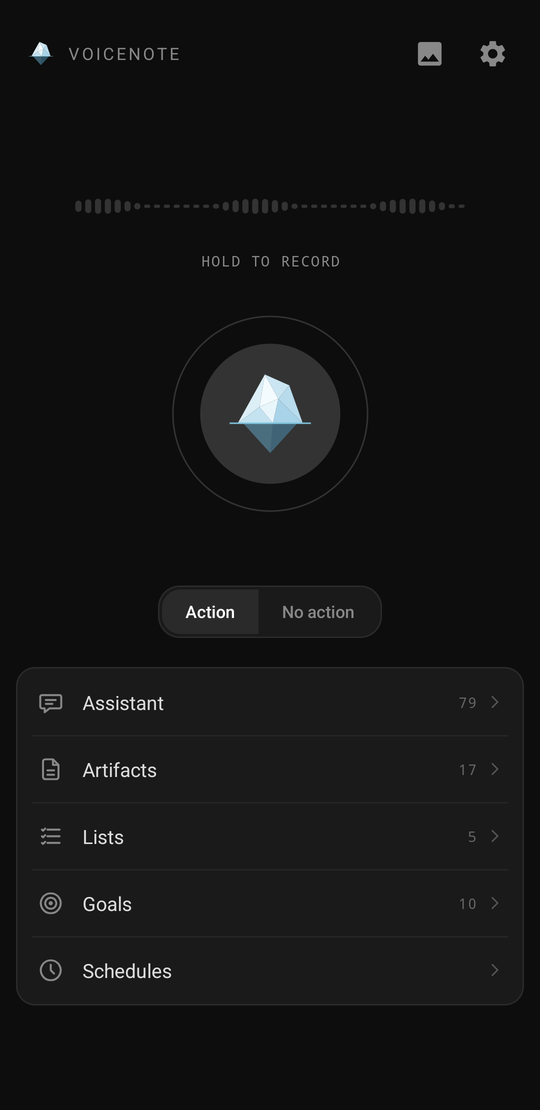 VOICENOTE
HOLD TO RECORD
Action No action
Assistant 79
Artifacts 17
Lists 5
Goals 10
Schedules